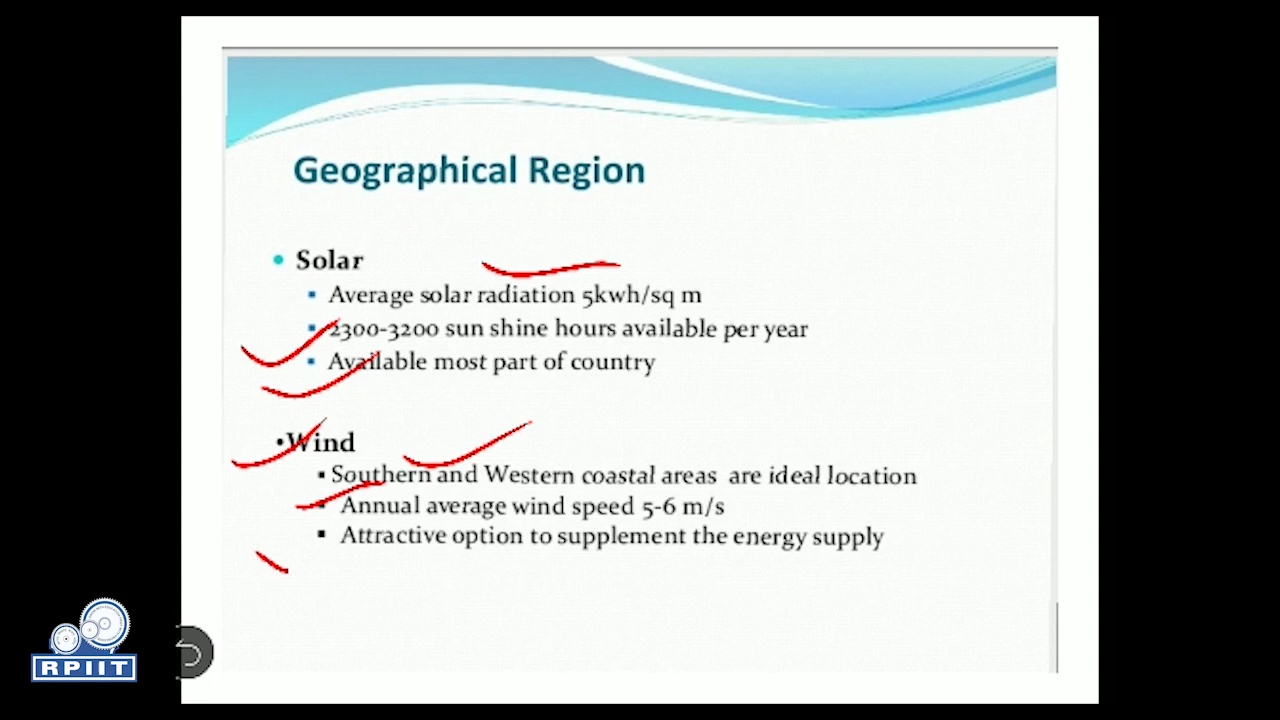 Geographical Region
• Solar
▪ Average solar radiation 5kwh/sq m
▪ 2300-3200 sun shine hours available per year
▪ Available most part of country
•Wind
▪Southern and Western coastal areas are ideal location
▪ Annual average wind speed 5-6 m/s
▪ Attractive option to supplement the energy supply
RPIIT